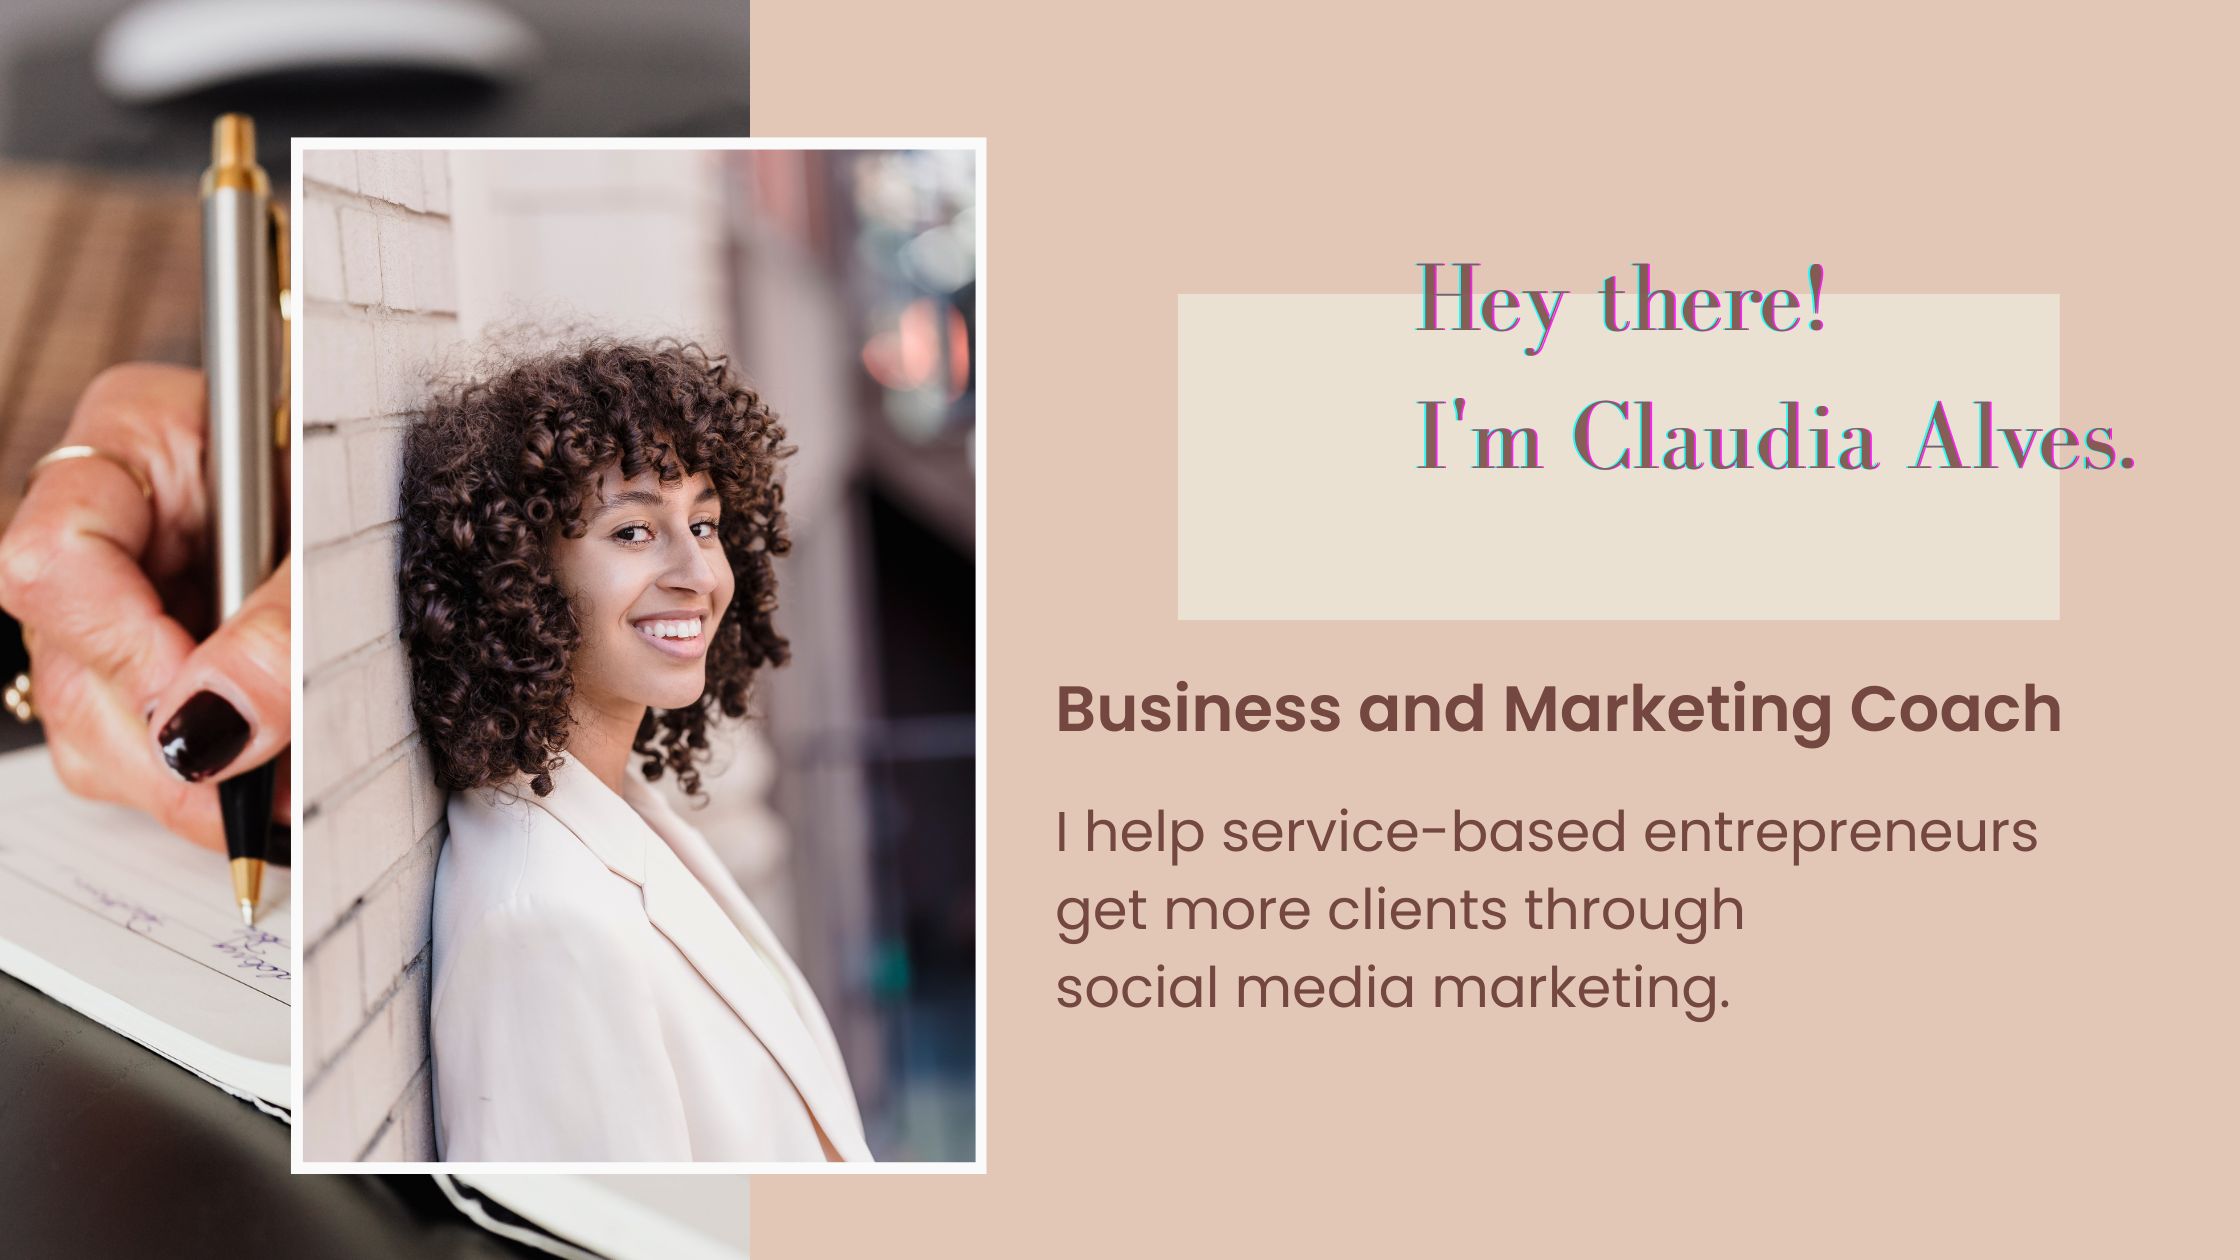 Hey there!
I'm Claudia Alves.
Business and Marketing Coach
I help service-based entrepreneurs
get more clients through
social media marketing.